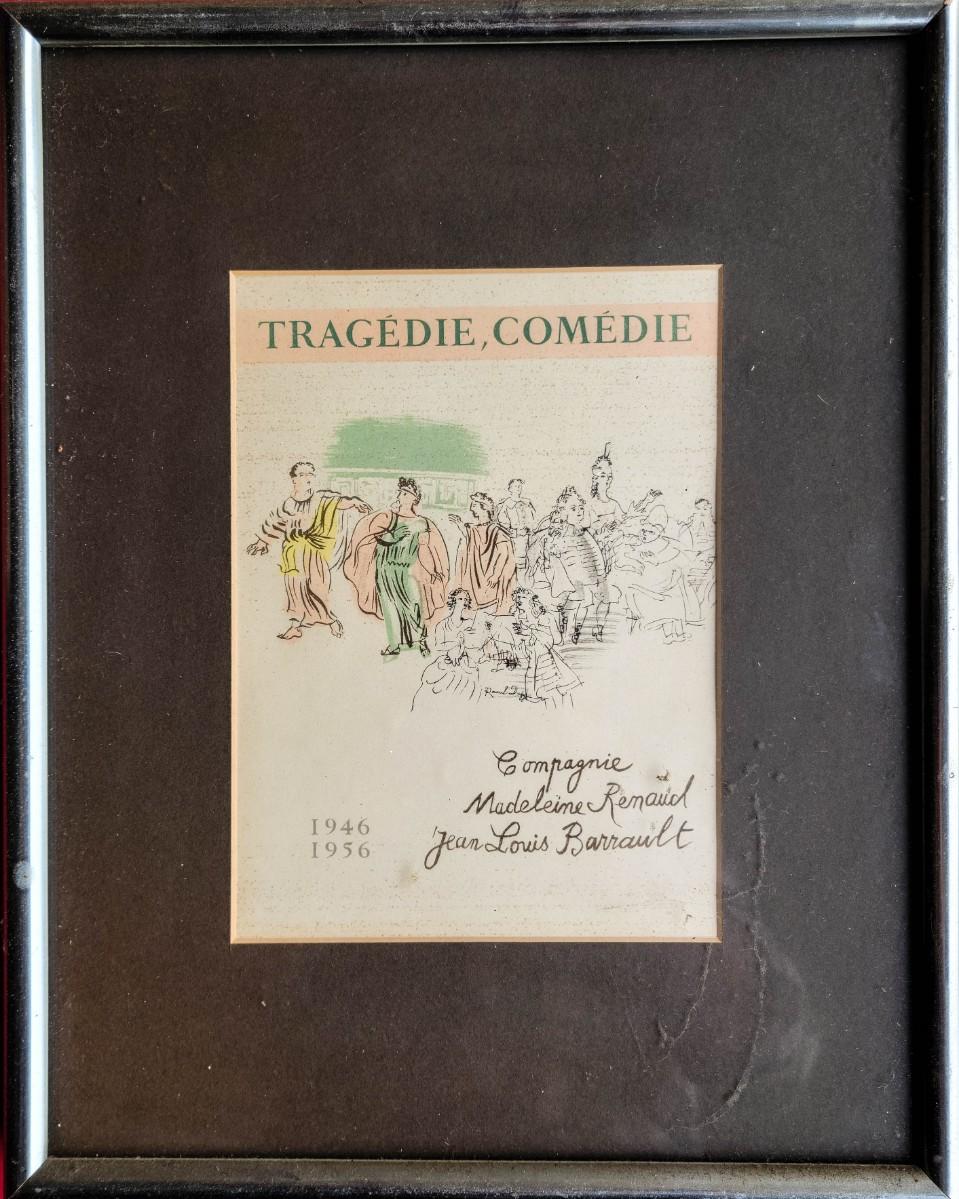 TRAGÉDIE, COMÉDIE
Compagnie
Madeleine Renaud
Jean Louis Barrault
1946
1956